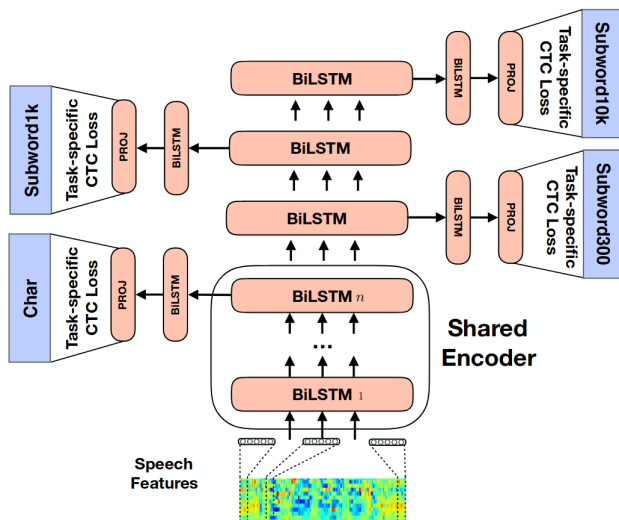 BiLSTM
BiLSTM
PROJ
Task-specific
CTC Loss
Subword10k
Subword1k
Task-specific
CTC Loss
PROJ
BiLSTM
BiLSTM
BiLSTM
BiLSTM
PROJ
Task-specific
CTC Loss
Subword300
Char
Task-specific
CTC Loss
PROJ
BiLSTM
BiLSTM n
...
BiLSTM 1
Shared
Encoder
Speech
Features